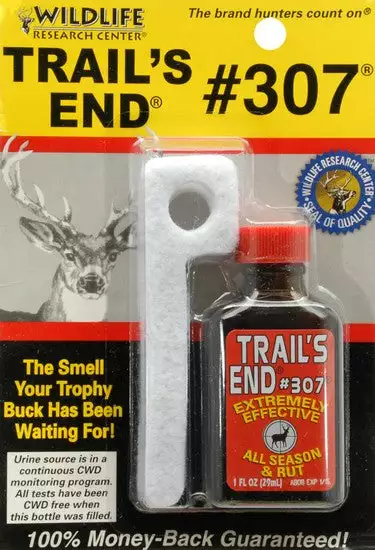 WILDLIFE
RESEARCH CENTER®
The brand hunters count on®
TRAIL'S
END®
#307®
WILDLIFE RESEARCH CENTER
SEAL OF QUALITY
TRAIL'S
END #307®
EXTREMELY
EFFECTIVE
ALL SEASON
& RUT
1 FL OZ (29mL)
The Smell
Your Trophy
Buck Has Been
Waiting For!
Urine source is in a
continuous CWD
monitoring program.
All tests have been
CWD free when
this bottle was filled.
100% Money-Back Guaranteed!